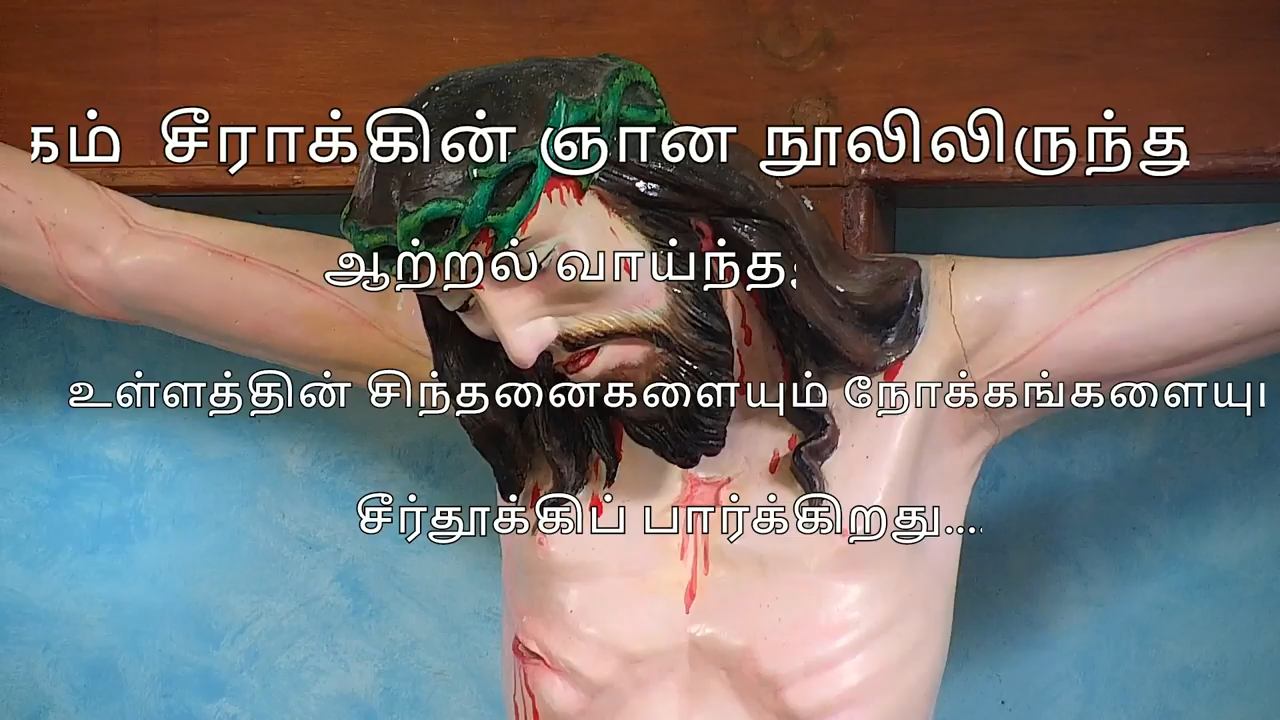 சீராக்கின் ஞான நூலிலிருந்து
ஆற்றல் வாய்ந்த
உள்ளத்தின் சிந்தனைகளையும் நோக்கங்களையு
சீர்தூக்கிப் பார்க்கிறது...